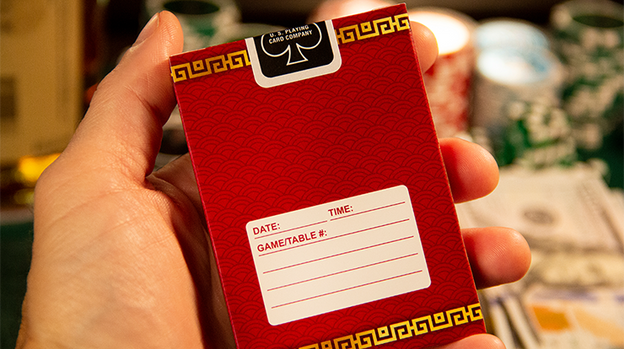 U. S. PLAYING
CARD COMPANY
DATE: TIME:
GAME/TABLE #: